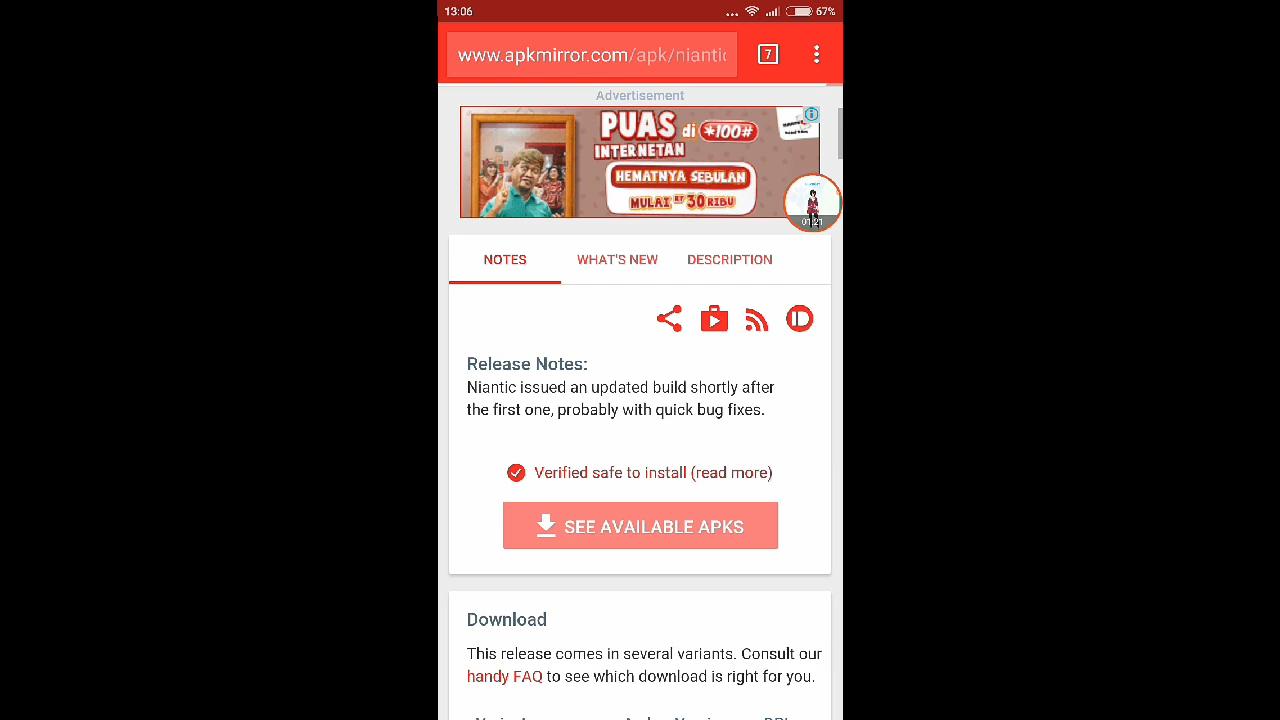 13:06
67%
www.apkmirror.com/apk/niantic
7
Advertisement
PUAS di *100#
INTERNETAN
HEMATNYA SEBULAN
MULAI RP 30 RIBU
01:21
NOTES
WHAT'S NEW
DESCRIPTION
Release Notes:
Niantic issued an updated build shortly after
the first one, probably with quick bug fixes.
Verified safe to install (read more)
SEE AVAILABLE APKS
Download
This release comes in several variants. Consult our
handy FAQ to see which download is right for you.